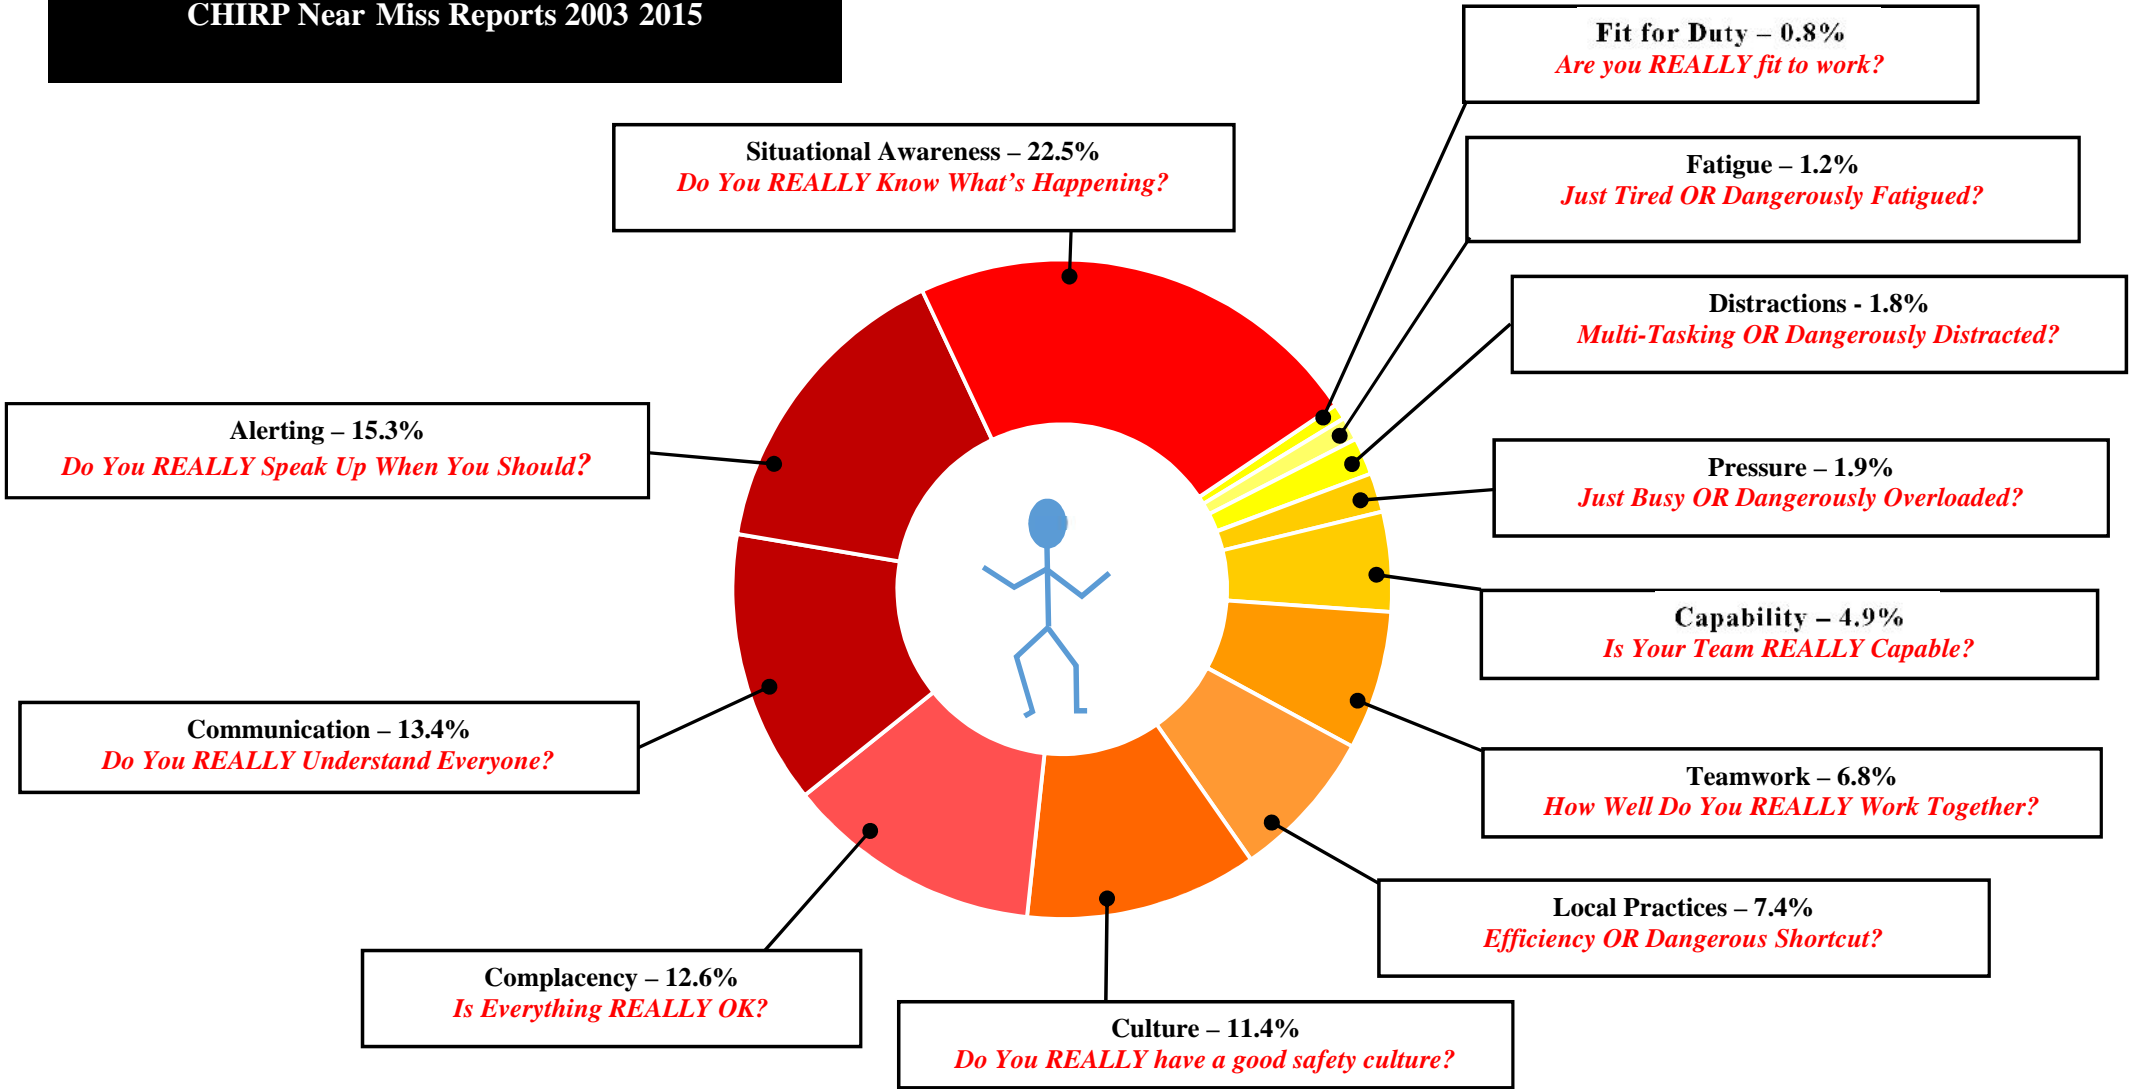 CHIRP Near Miss Reports 2003 2015
Fit for Duty – 0.8%
Are you REALLY fit to work?
Situational Awareness – 22.5%
Do You REALLY Know What's Happening?
Fatigue – 1.2%
Just Tired OR Dangerously Fatigued?
Distractions - 1.8%
Multi-Tasking OR Dangerously Distracted?
Alerting – 15.3%
Do You REALLY Speak Up When You Should?
Pressure – 1.9%
Just Busy OR Dangerously Overloaded?
Capability – 4.9%
Is Your Team REALLY Capable?
Communication – 13.4%
Do You REALLY Understand Everyone?
Teamwork – 6.8%
How Well Do You REALLY Work Together?
Local Practices – 7.4%
Efficiency OR Dangerous Shortcut?
Complacency – 12.6%
Is Everything REALLY OK?
Culture – 11.4%
Do You REALLY have a good safety culture?